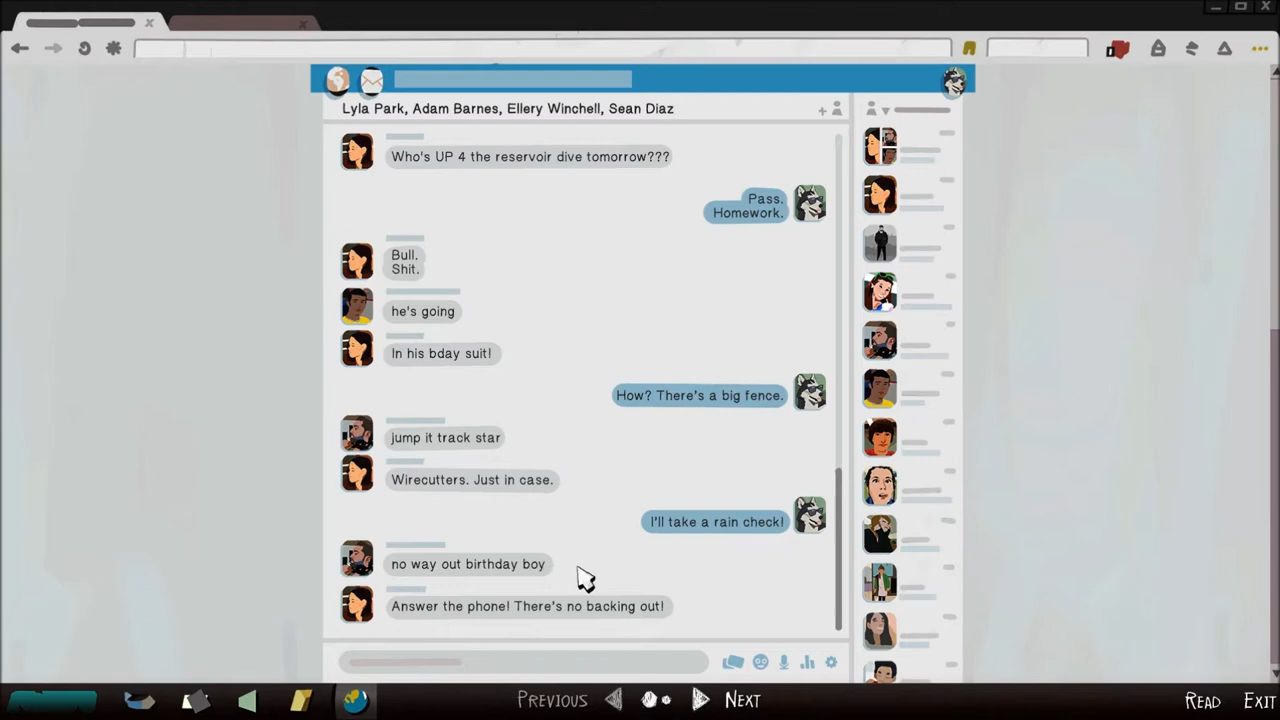 Lyla Park, Adam Barnes, Ellery Winchell, Sean Diaz
Who's UP 4 the reservoir dive tomorrow???
Pass.
Homework.
Bull.
Shit.
he's going
In his bday suit!
How? There's a big fence.
jump it track star
Wirecutters. Just in case.
I'll take a rain check!
no way out birthday boy
Answer the phone! There's no backing out!
PREVIOUS
NEXT
READ
EXIT